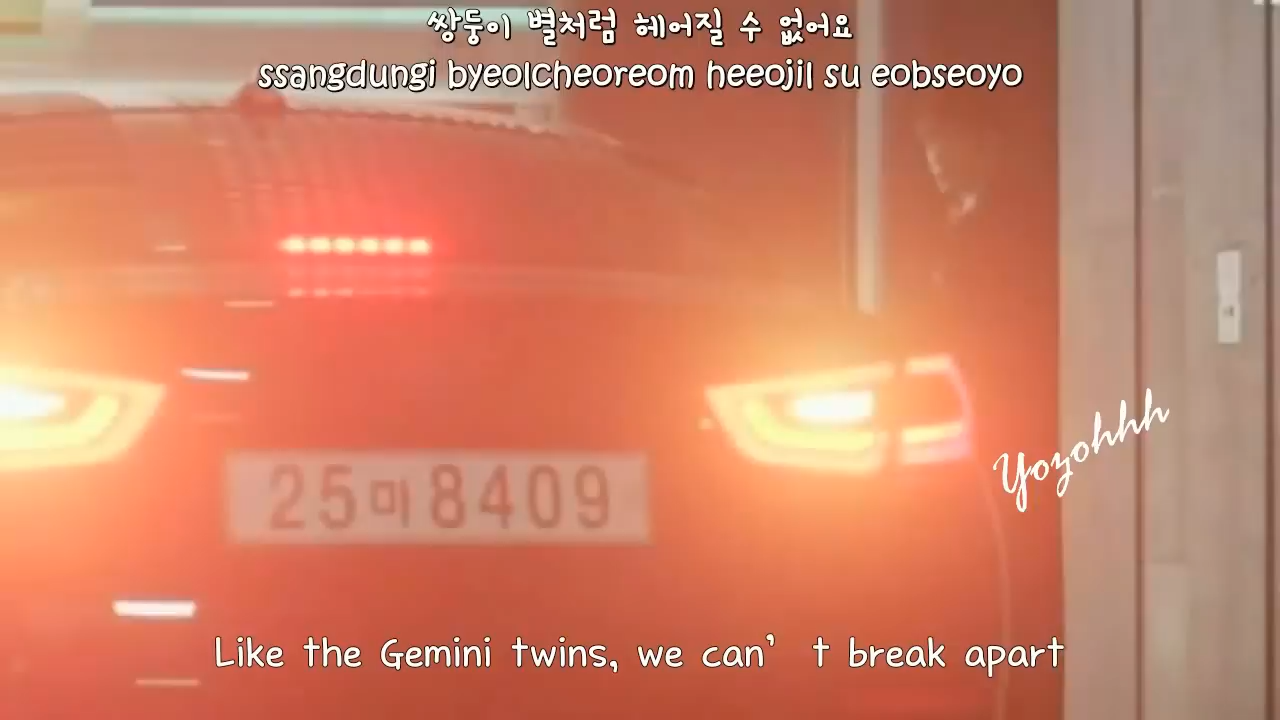 쌍둥이 별처럼 헤어질 수 없어요
ssangdungi byeolcheoreom heeojil su eobseoyo
25미8409
Yozohhh
Like the Gemini twins, we can’t break apart